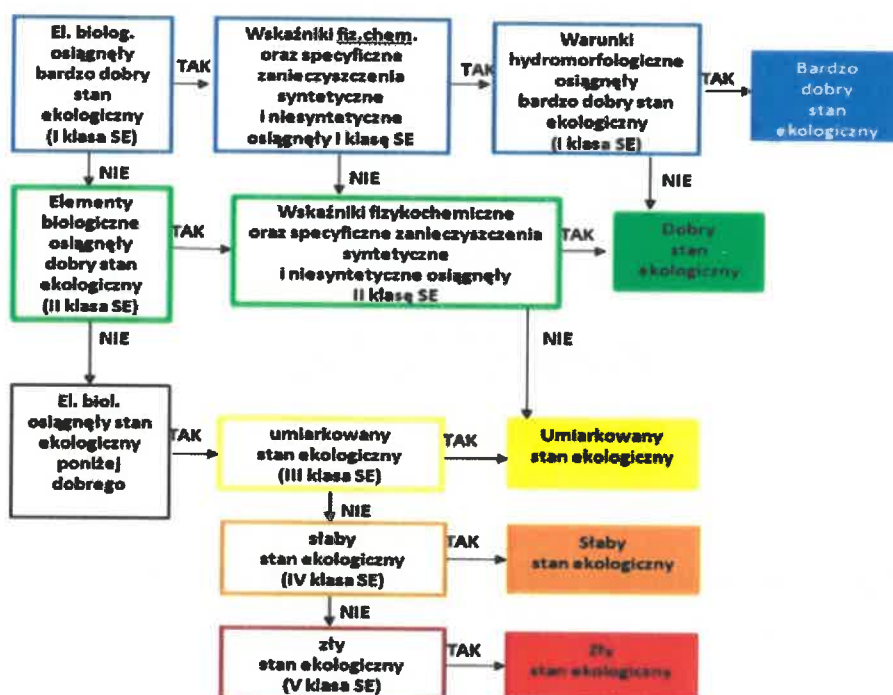 El. biolog.
osiągnęły
bardzo dobry
stan
ekologiczny
(I klasa SE)
TAK
Wskaźniki fiz.chem.
oraz specyficzne
zanieczyszczenia
syntetyczne
i niesyntetyczne
osiągnęły I klasę SE
TAK
Warunki
hydromorfologiczne
osiągnęły
bardzo dobry stan
ekologiczny
(I klasa SE)
TAK
Bardzo
dobry
stan
ekologiczny
NIE
NIE
NIE
Elementy
biologiczne
osiągnęły
dobry stan
ekologiczny
(II klasa SE)
TAK
Wskaźniki fizykochemiczne
oraz specyficzne zanieczyszczenia
syntetyczne
i niesyntetyczne osiągnęły
II klasę SE
TAK
Dobry
stan
ekologiczny
NIE
NIE
El. biol.
osiągnęły stan
ekologiczny
poniżej
dobrego
TAK
umiarkowany
stan ekologiczny
(III klasa SE)
TAK
Umiarkowany
stan ekologiczny
NIE
słaby
stan ekologiczny
(IV klasa SE)
TAK
Słaby
stan ekologiczny
NIE
zły
stan ekologiczny
(V klasa SE)
TAK
Zły
stan ekologiczny